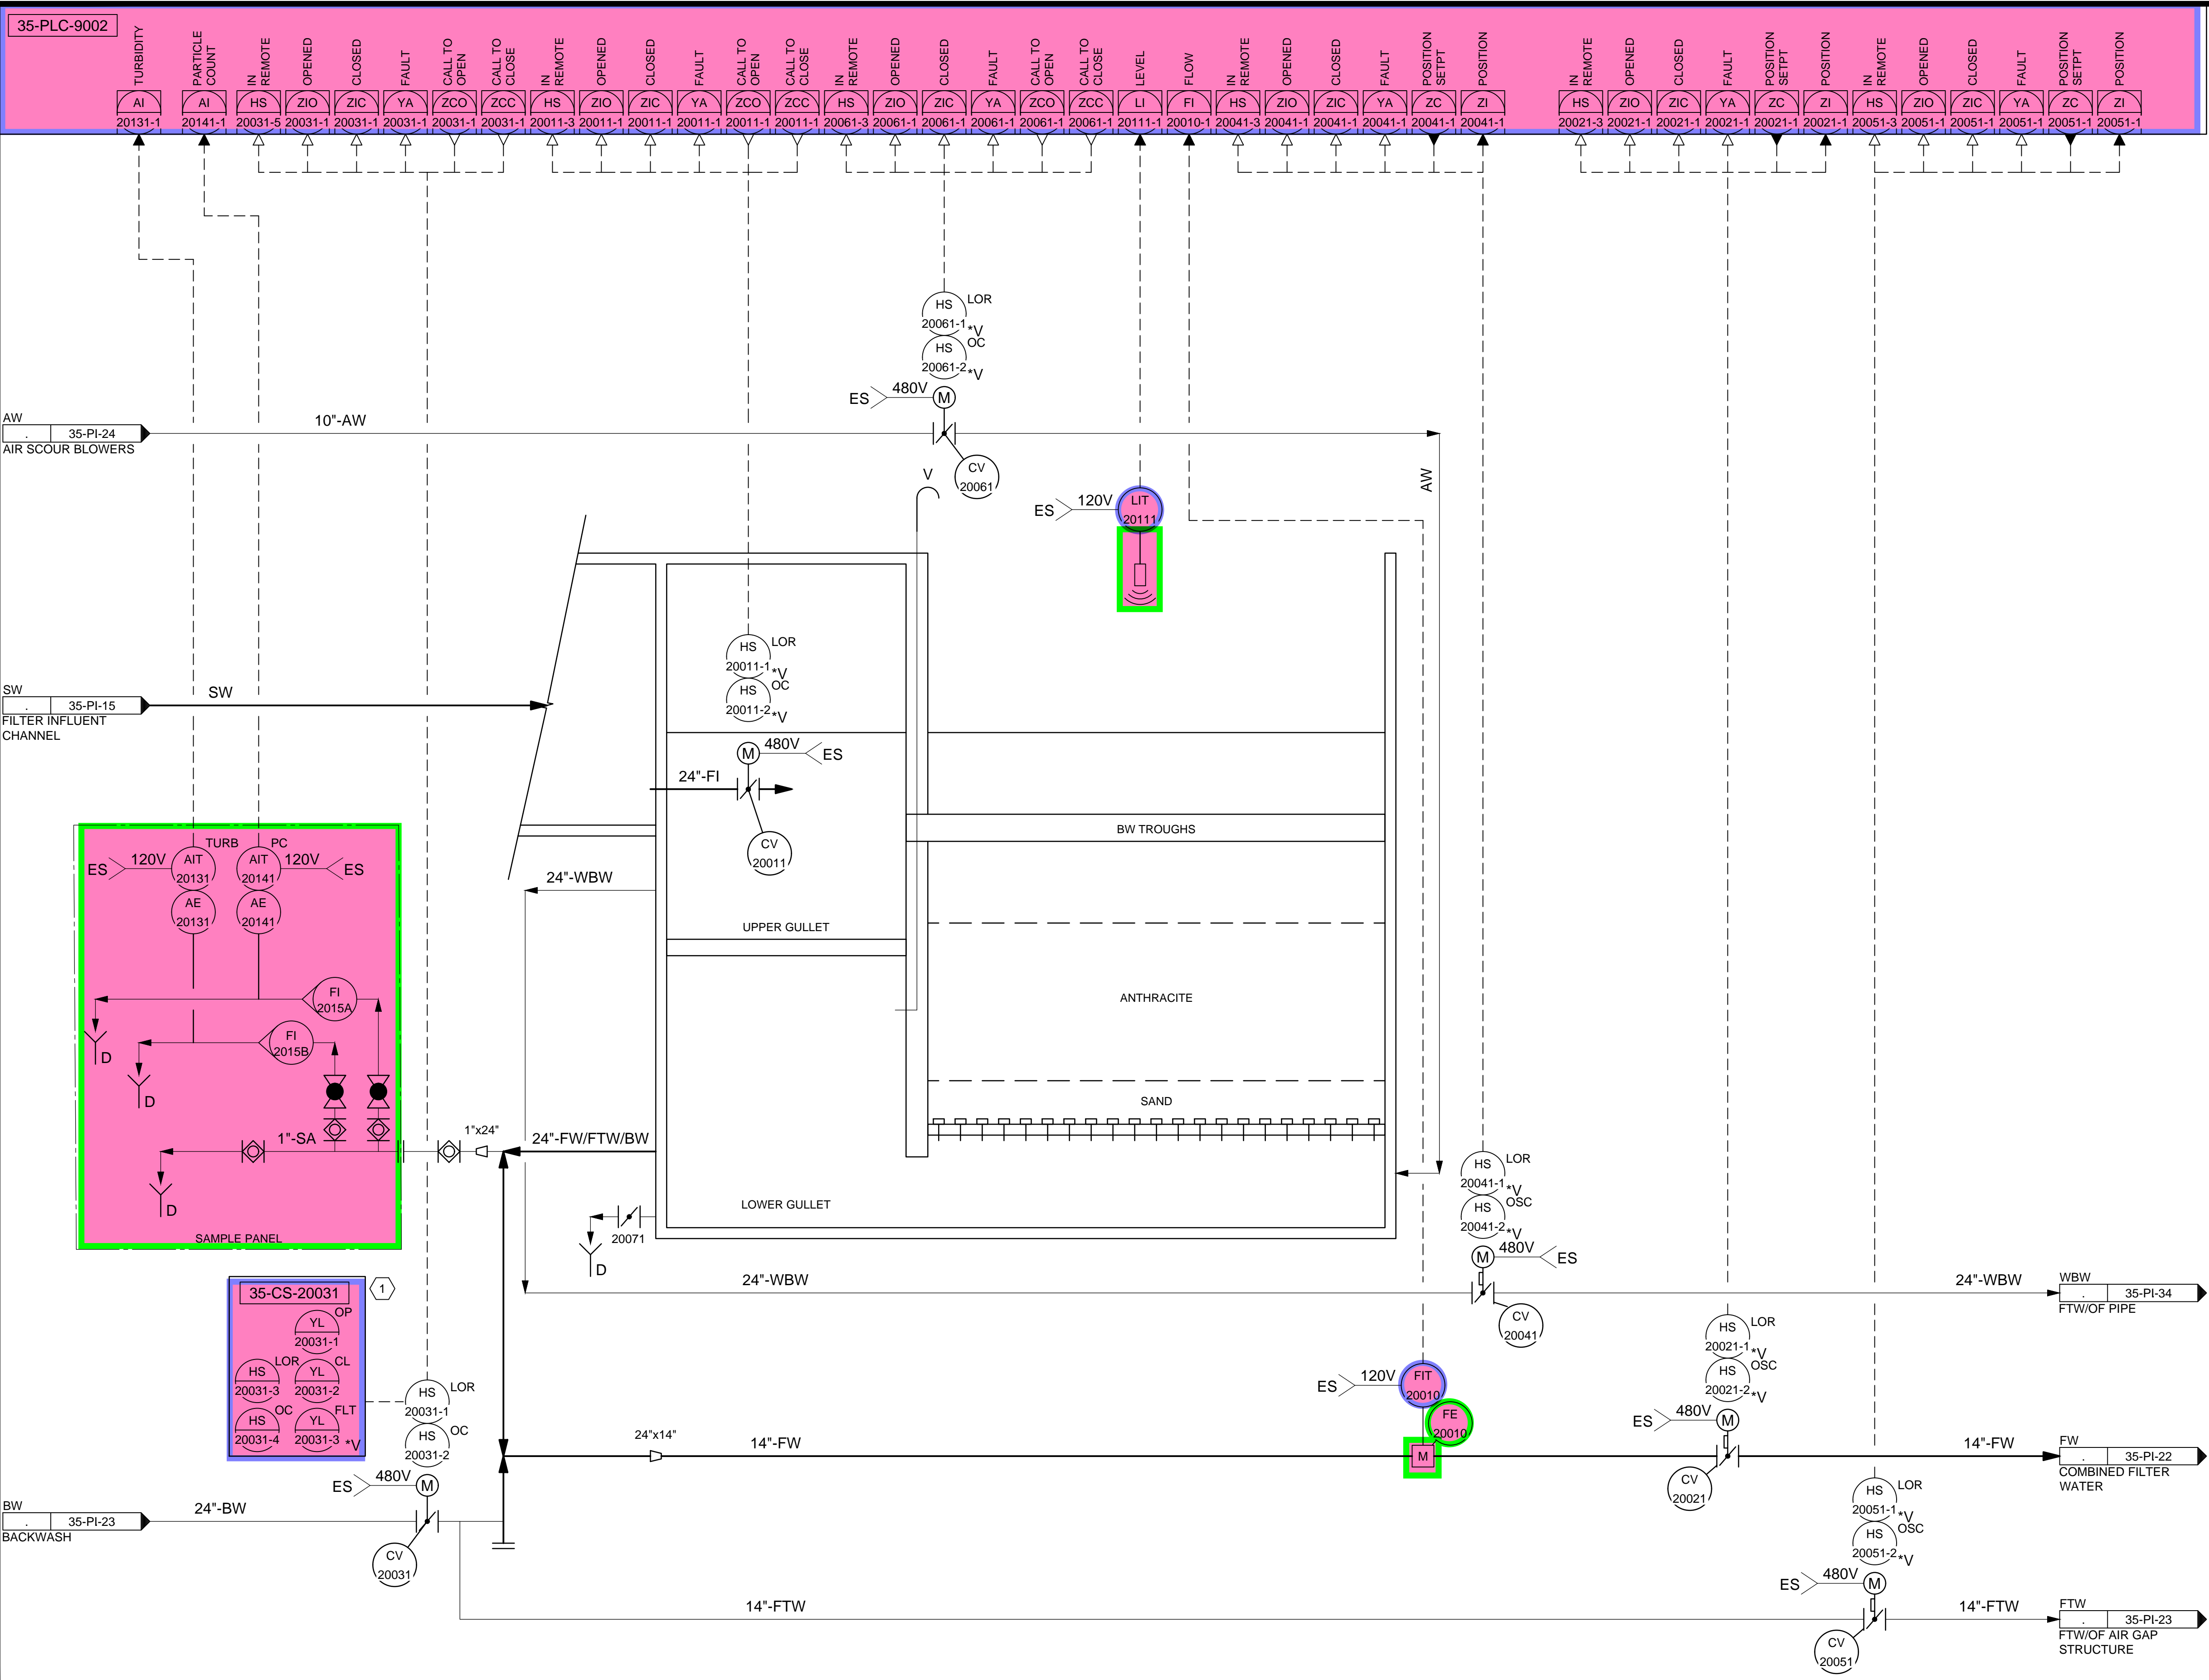 35-PLC-9002
TURBIDITY
PARTICLE
COUNT
IN
REMOTE
OPENED
CLOSED
FAULT
CALL TO
OPEN
CALL TO
CLOSE
IN
REMOTE
OPENED
CLOSED
FAULT
CALL TO
OPEN
CALL TO
CLOSE
IN
REMOTE
OPENED
CLOSED
FAULT
CALL TO
OPEN
CALL TO
CLOSE
LEVEL
FLOW
IN
REMOTE
OPENED
CLOSED
FAULT
POSITION
SETPT
POSITION
IN
REMOTE
OPENED
CLOSED
FAULT
POSITION
SETPT
POSITION
IN
REMOTE
OPENED
CLOSED
FAULT
POSITION
SETPT
POSITION
AI AI HS ZIO ZIC YA ZCO ZCC HS ZIO ZIC YA ZCO ZCC HS ZIO ZIC YA ZCO ZCC LI FI HS ZIO ZIC YA ZC ZI HS ZIO ZIC YA ZC ZI HS ZIO ZIC YA ZC ZI
20131-1 20141-1 20031-5 20031-1 20031-1 20031-1 20031-1 20031-1 20011-3 20011-1 20011-1 20011-1 20011-1 20011-1 20061-3 20061-1 20061-1 20061-1 20061-1 20061-1 20111-1 20010-1 20041-3 20041-1 20041-1 20041-1 20041-1 20041-1 20021-3 20021-1 20021-1 20021-1 20021-1 20021-1 20051-3 20051-1 20051-1 20051-1 20051-1 20051-1
HS LOR
20061-1 *V
HS OC
20061-2 *V
ES 480V M
AW
. 35-PI-24
AIR SCOUR BLOWERS
10"-AW
CV
20061
V
AW
ES 120V LIT
20111
HS LOR
20011-1 *V
HS OC
20011-2 *V
SW
. 35-PI-15
FILTER INFLUENT
CHANNEL
SW
M 480V ES
24"-FI
CV
20011
BW TROUGHS
TURB PC
ES 120V AIT AIT 120V ES
20131 20141
AE AE
20131 20141
24"-WBW
UPPER GULLET
ANTHRACITE
FI
2015A
FI
2015B
D
D
SAND
1"-SA
1"x24"
24"-FW/FTW/BW
D
LOWER GULLET
SAMPLE PANEL
20071
D
HS LOR
20041-1 *V
HS OSC
20041-2 *V
M 480V ES
24"-WBW
24"-WBW
WBW
. 35-PI-34
FTW/OF PIPE
CV
20041
35-CS-20031
1
YL OP
20031-1
HS LOR YL CL
20031-3 20031-2
HS OC YL FLT
20031-4 20031-3 *V
HS LOR
20031-1
HS OC
20031-2
HS LOR
20021-1 *V
HS OSC
20021-2 *V
ES 120V FIT
20010
FE
20010
ES 480V M
24"x14"
14"-FW
M
14"-FW
FW
. 35-PI-22
COMBINED FILTER
WATER
CV
20021
ES 480V M
BW
. 35-PI-23
BACKWASH
24"-BW
CV
20031
HS LOR
20051-1 *V
HS OSC
20051-2 *V
ES 480V M
14"-FTW
14"-FTW
FTW
. 35-PI-23
FTW/OF AIR GAP
STRUCTURE
CV
20051